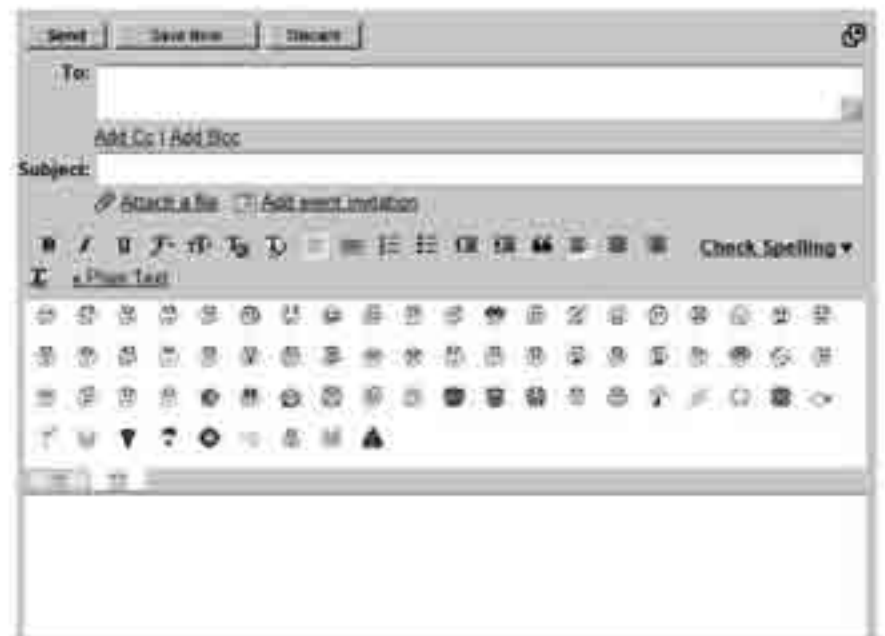 Send Save Now Discard
To:
Add Cc | Add Bcc
Subject:
Attach a file Add event invitation
B I U Check Spelling ▾
« Plain Text